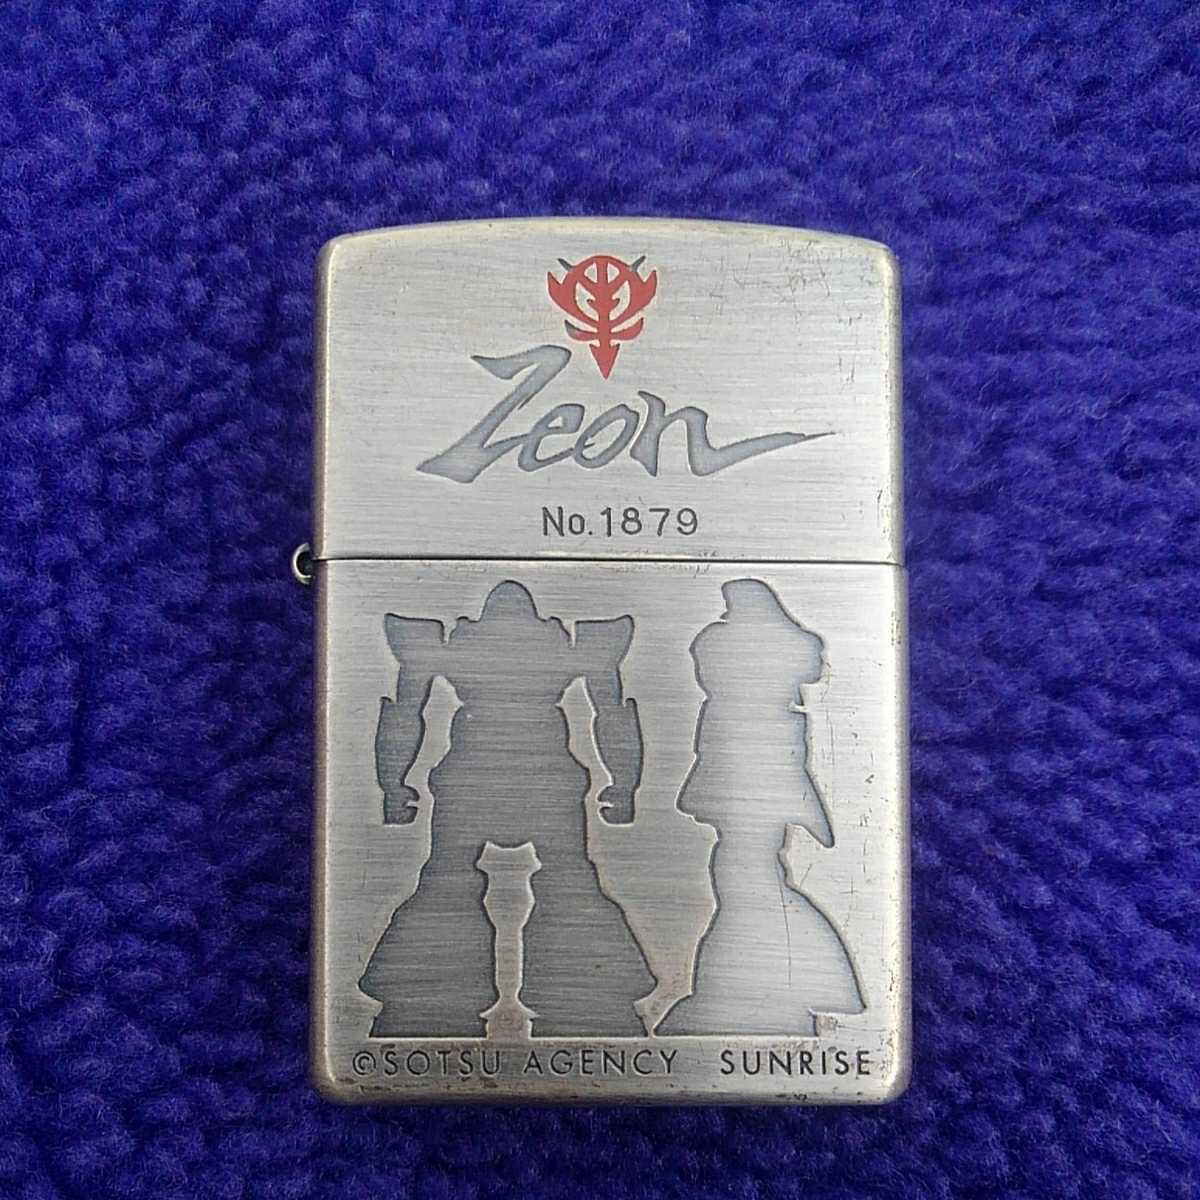 Zeon
No.1879
©SOTSU AGENCY SUNRISE